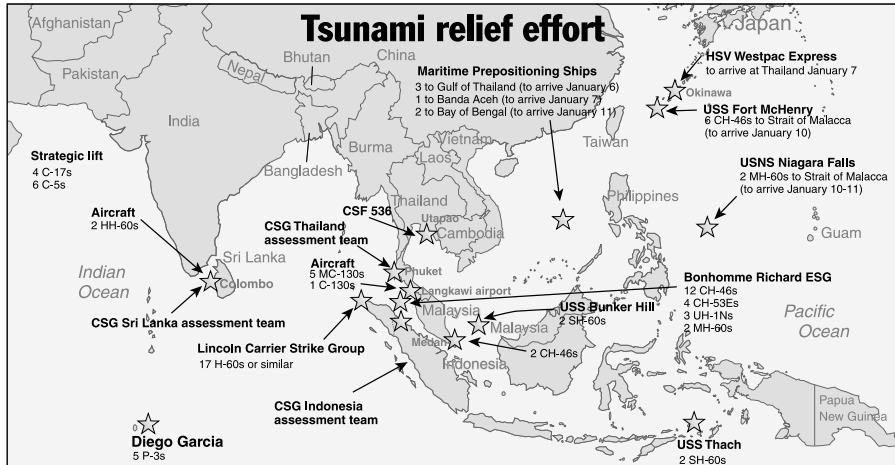 Tsunami relief effort
Afghanistan
Pakistan
Nepal
Bhutan
China
India
Bangladesh
Burma
Laos
Vietnam
Thailand
Cambodia
Utapao
Taiwan
Japan
Okinawa
Philippines
Guam
Maritime Prepositioning Ships
3 to Gulf of Thailand (to arrive January 6)
1 to Banda Aceh (to arrive January 7)
2 to Bay of Bengal (to arrive January 11)
HSV Westpac Express
to arrive at Thailand January 7
USS Fort McHenry
6 CH-46s to Strait of Malacca
(to arrive January 10)
USNS Niagara Falls
2 MH-60s to Strait of Malacca
(to arrive January 10-11)
Strategic lift
4 C-17s
6 C-5s
Aircraft
2 HH-60s
CSF 536
CSG Thailand
assessment team
Aircraft
5 MC-130s
1 C-130s
Phuket
Langkawi airport
Sri Lanka
Colombo
Indian
Ocean
CSG Sri Lanka assessment team
Bonhomme Richard ESG
12 CH-46s
4 CH-53Es
3 UH-1Ns
2 MH-60s
USS Bunker Hill
2 SH-60s
Malaysia
Malaysia
Pacific
Ocean
Lincoln Carrier Strike Group
17 H-60s or similar
Medan
2 CH-46s
Indonesia
CSG Indonesia
assessment team
Papua
New Guinea
Diego Garcia
5 P-3s
USS Thach
2 SH-60s